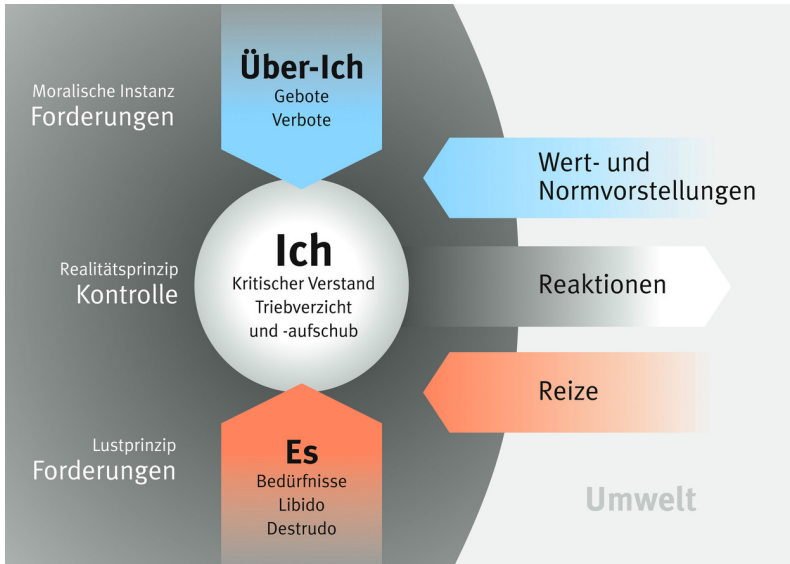 Moralische Instanz
Forderungen
Über-Ich
Gebote
Verbote
Wert- und
Normvorstellungen
Realitätsprinzip
Kontrolle
Ich
Kritischer Verstand
Triebverzicht
und -aufschub
Reaktionen
Lustprinzip
Forderungen
Es
Bedürfnisse
Libido
Destrudo
Reize
Umwelt